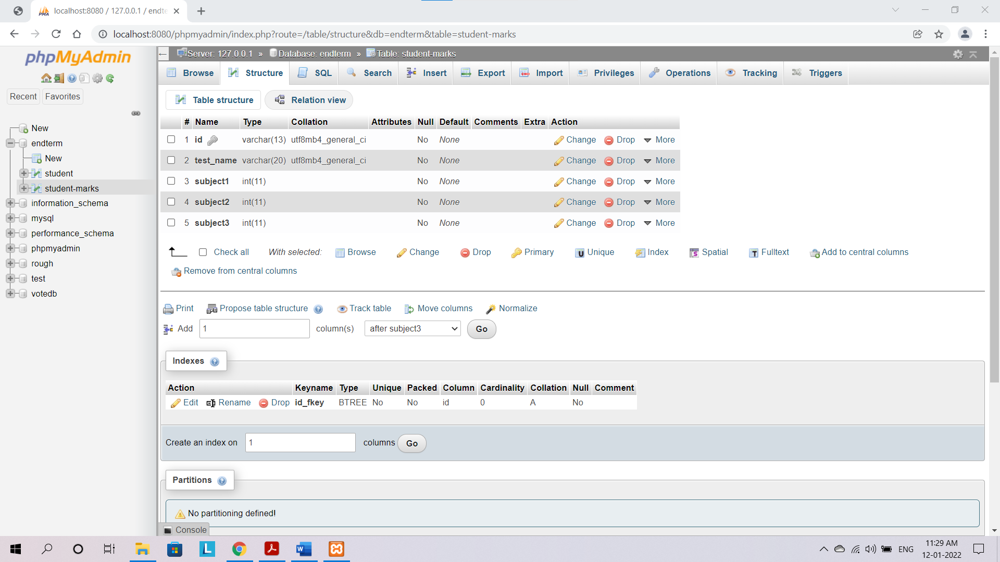 localhost:8080 / 127.0.0.1 / endte
localhost:8080/phpmyadmin/index.php?route=/table/structure&db=endterm&table=student-marks
phpMyAdmin
Recent Favorites
New
endterm
New
student
student-marks
information_schema
mysql
performance_schema
phpmyadmin
rough
test
votedb
Server: 127.0.0.1 » Database: endterm » Table: student-marks
Browse Structure SQL Search Insert Export Import Privileges Operations Tracking Triggers
Table structure Relation view
# Name Type Collation Attributes Null Default Comments Extra Action
1 id varchar(13) utf8mb4_general_ci No None Change Drop More
2 test_name varchar(20) utf8mb4_general_ci No None Change Drop More
3 subject1 int(11) No None Change Drop More
4 subject2 int(11) No None Change Drop More
5 subject3 int(11) No None Change Drop More
Check all With selected: Browse Change Drop Primary Unique Index Spatial Fulltext Add to central columns
Remove from central columns
Print Propose table structure Track table Move columns Normalize
Add 1 column(s) after subject3 Go
Indexes
Action Keyname Type Unique Packed Column Cardinality Collation Null Comment
Edit Rename Drop id_fkey BTREE No No id 0 A No
Create an index on 1 columns Go
Partitions
No partitioning defined!
Console
ENG
11:29 AM
12-01-2022